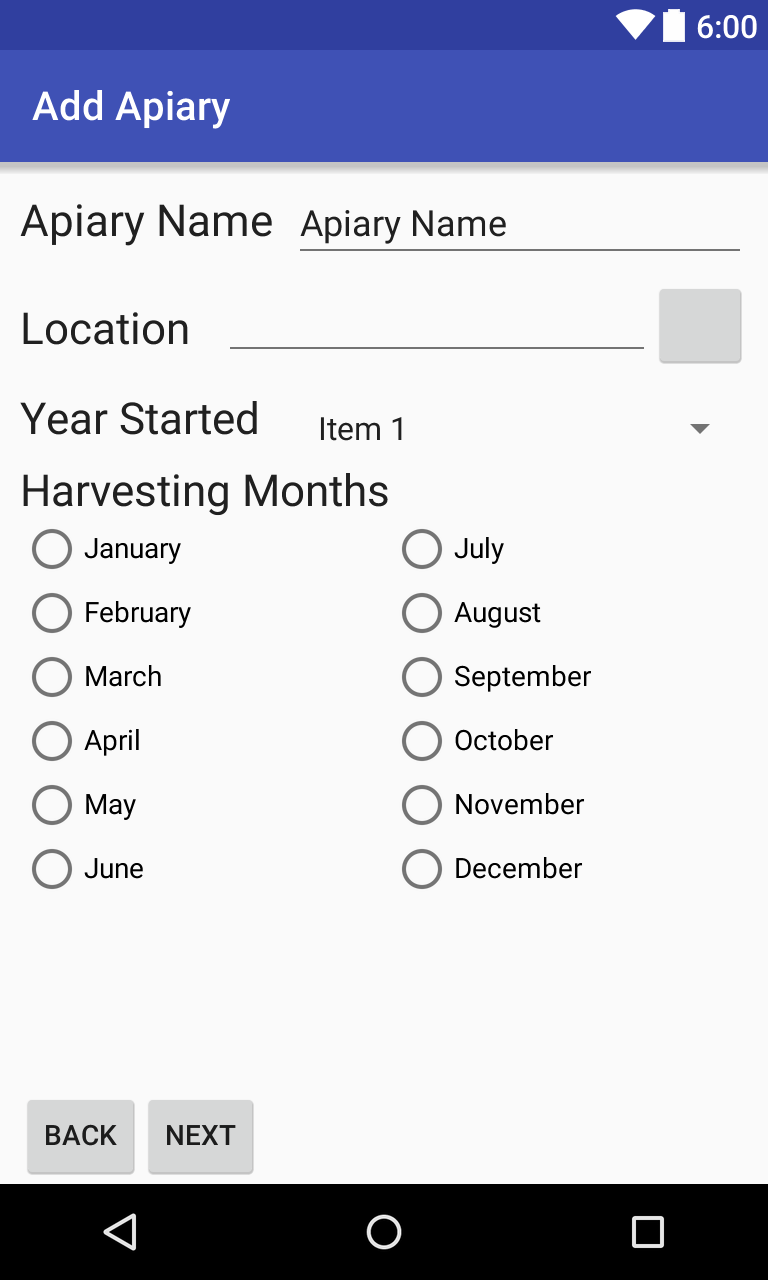 6:00
Add Apiary
Apiary Name Apiary Name
Location
Year Started Item 1
Harvesting Months
January July
February August
March September
April October
May November
June December
BACK NEXT